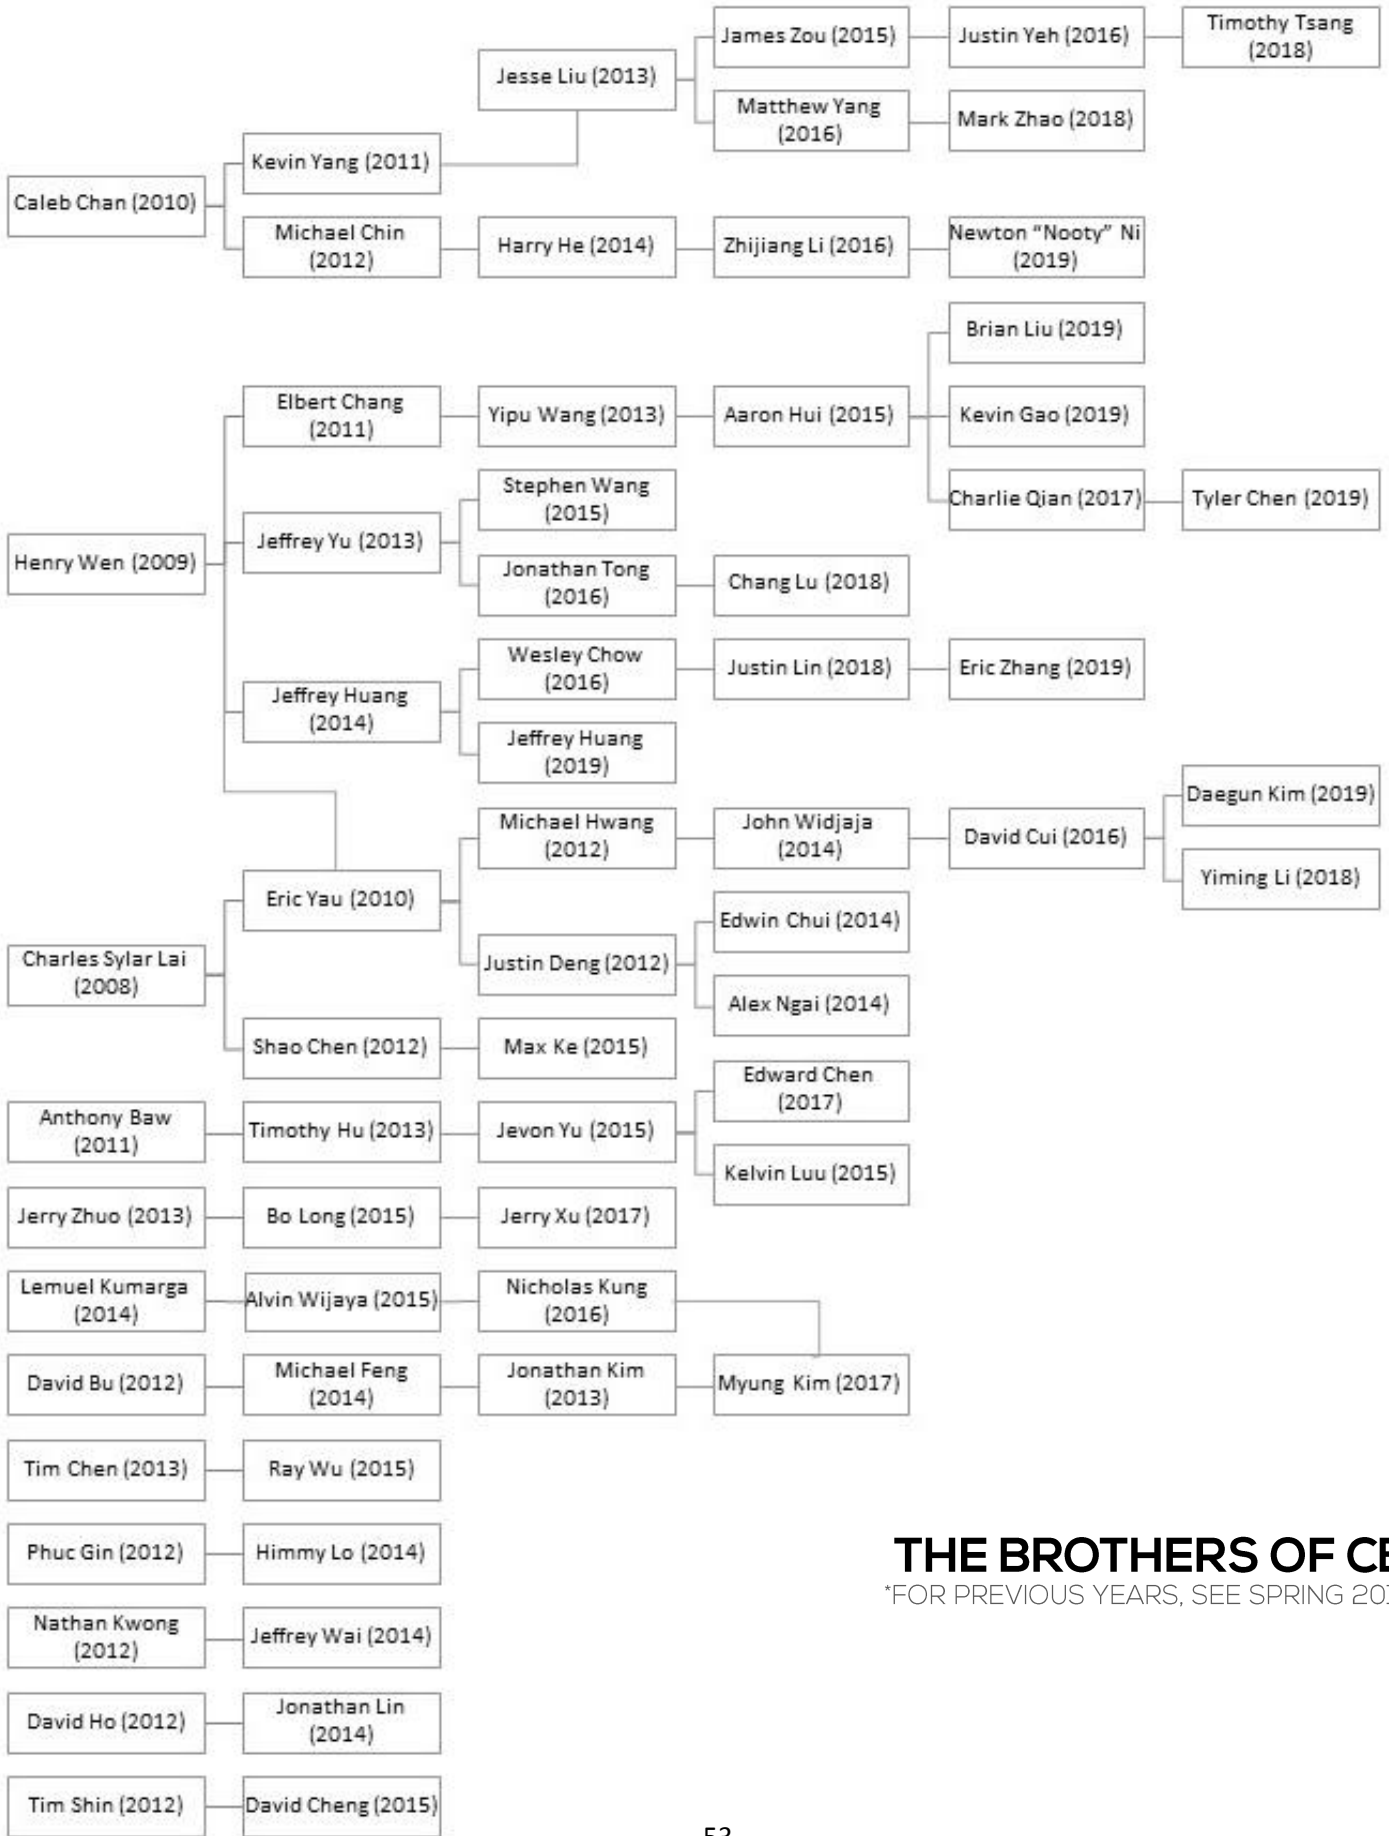 James Zou (2015)
Justin Yeh (2016)
Timothy Tsang
(2018)
Jesse Liu (2013)
Matthew Yang
(2016)
Mark Zhao (2018)
Kevin Yang (2011)
Caleb Chan (2010)
Michael Chin
(2012)
Harry He (2014)
Zhijiang Li (2016)
Newton “Nooty” Ni
(2019)
Brian Liu (2019)
Elbert Chang
(2011)
Yipu Wang (2013)
Aaron Hui (2015)
Kevin Gao (2019)
Stephen Wang
(2015)
Charlie Qian (2017)
Tyler Chen (2019)
Jeffrey Yu (2013)
Henry Wen (2009)
Jonathan Tong
(2016)
Chang Lu (2018)
Wesley Chow
(2016)
Justin Lin (2018)
Eric Zhang (2019)
Jeffrey Huang
(2014)
Jeffrey Huang
(2019)
Daegun Kim (2019)
Michael Hwang
(2012)
John Widjaja
(2014)
David Cui (2016)
Yiming Li (2018)
Eric Yau (2010)
Edwin Chui (2014)
Charles Sylar Lai
(2008)
Justin Deng (2012)
Alex Ngai (2014)
Shao Chen (2012)
Max Ke (2015)
Edward Chen
(2017)
Anthony Baw
(2011)
Timothy Hu (2013)
Jevon Yu (2015)
Kelvin Luu (2015)
Jerry Zhuo (2013)
Bo Long (2015)
Jerry Xu (2017)
Lemuel Kumarga
(2014)
Alvin Wijaya (2015)
Nicholas Kung
(2016)
David Bu (2012)
Michael Feng
(2014)
Jonathan Kim
(2013)
Myung Kim (2017)
Tim Chen (2013)
Ray Wu (2015)
Phuc Gin (2012)
Himmy Lo (2014)
THE BROTHERS OF
*FOR PREVIOUS YEARS, SEE SPRING
Nathan Kwong
(2012)
Jeffrey Wai (2014)
David Ho (2012)
Jonathan Lin
(2014)
Tim Shin (2012)
David Cheng (2015)